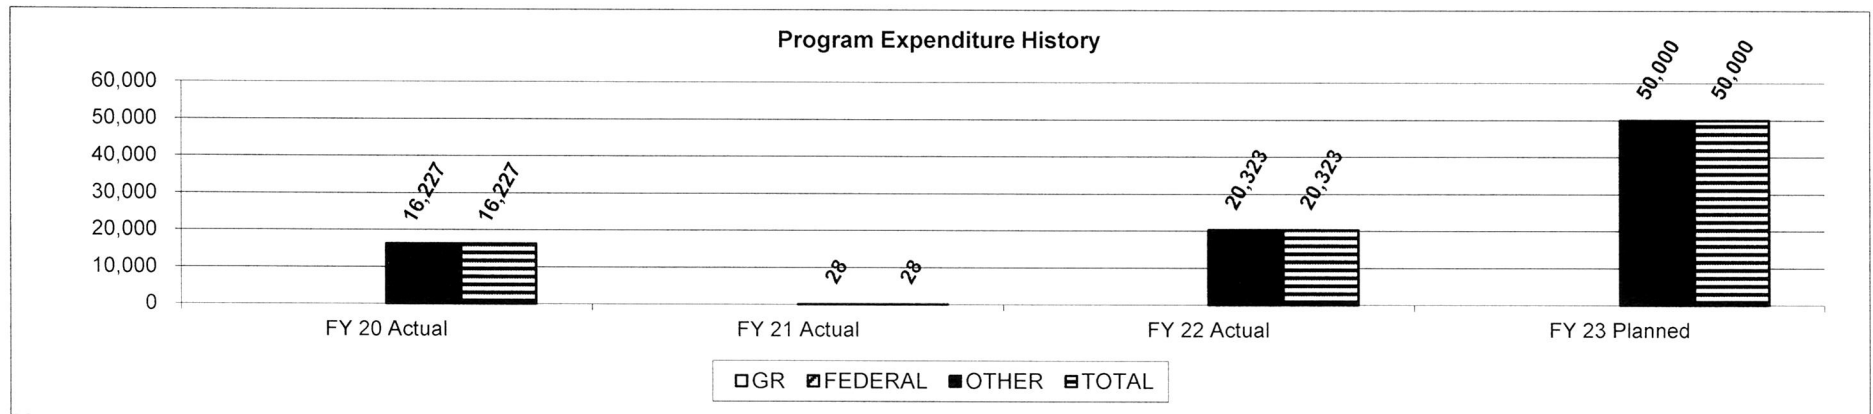 Program Expenditure History
60,000
50,000
40,000
30,000
20,000
10,000
0
16,227
16,227
28
28
20,323
20,323
50,000
50,000
FY 20 Actual
FY 21 Actual
FY 22 Actual
FY 23 Planned
GR FEDERAL OTHER TOTAL